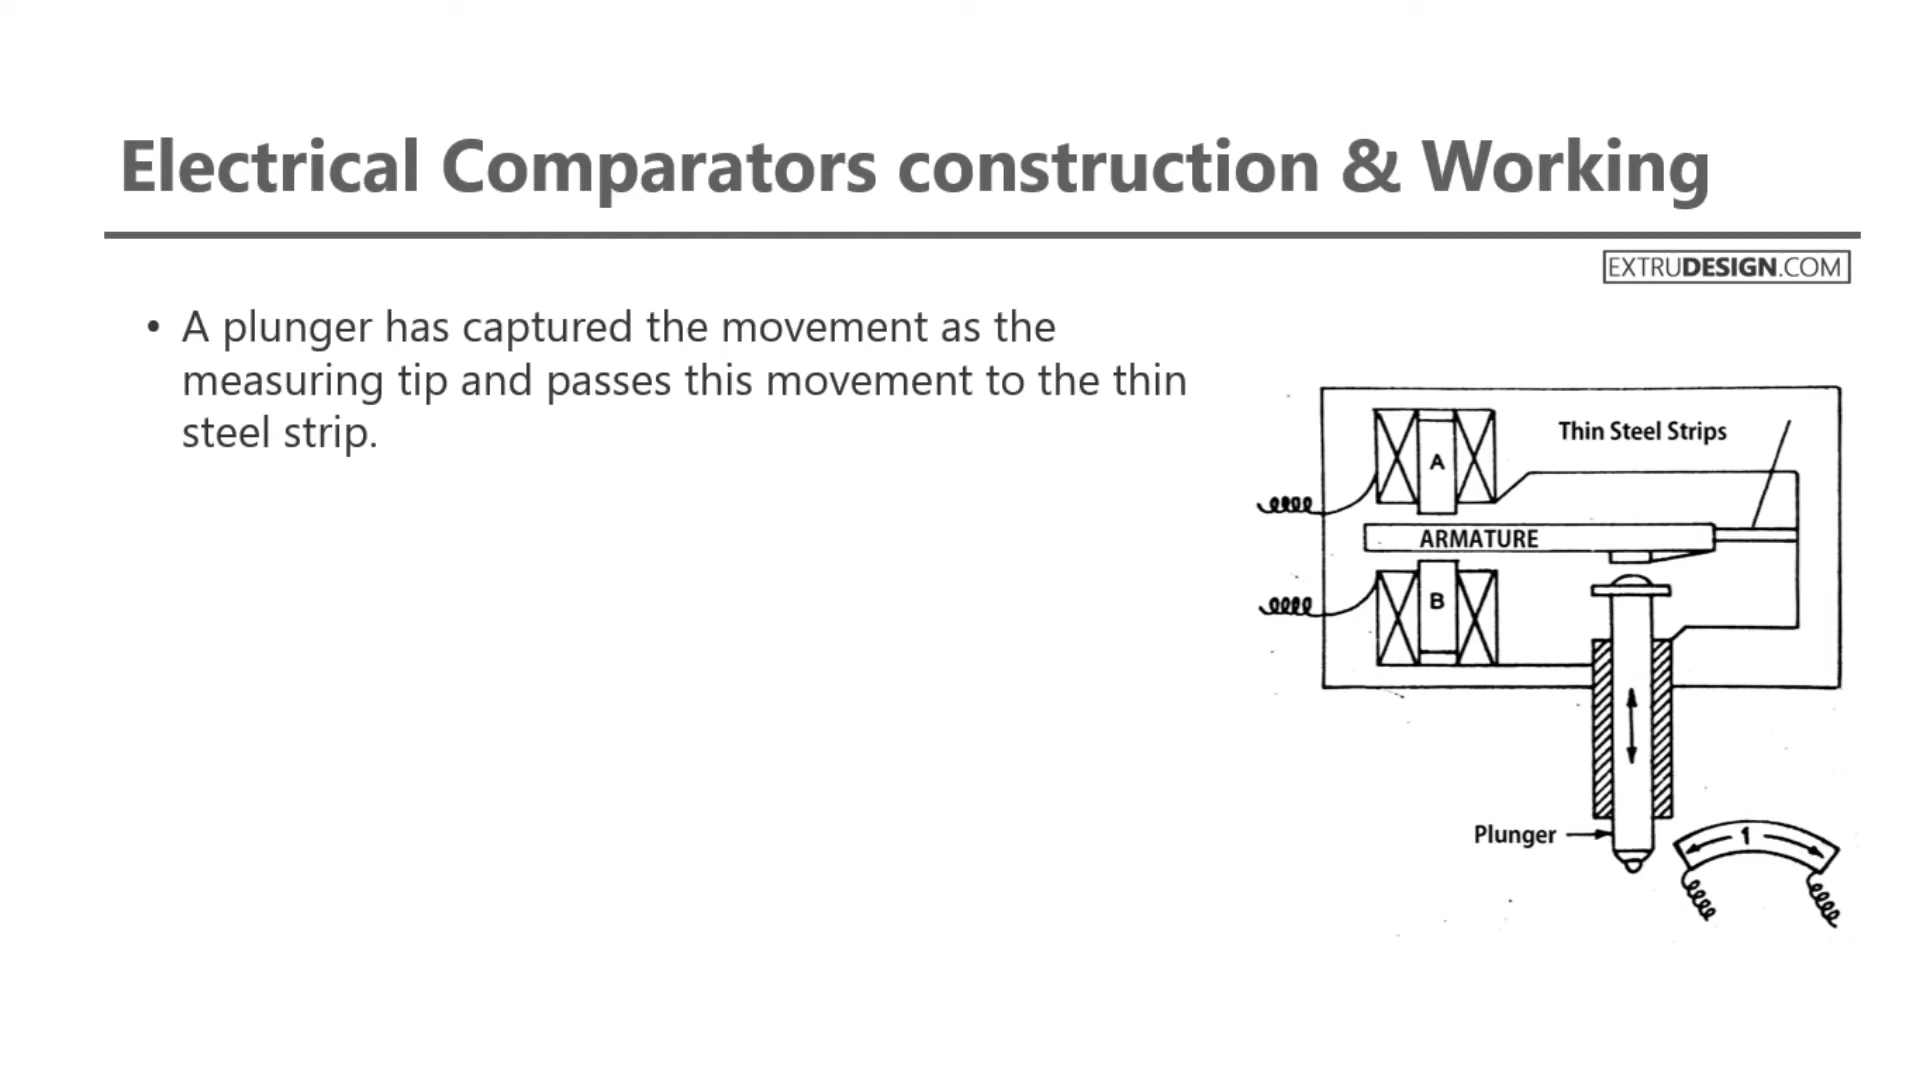 Electrical Comparators construction & Working
EXTRUDESIGN.COM
• A plunger has captured the movement as the
measuring tip and passes this movement to the thin
steel strip.
Thin Steel Strips
A
ARMATURE
B
Plunger
1